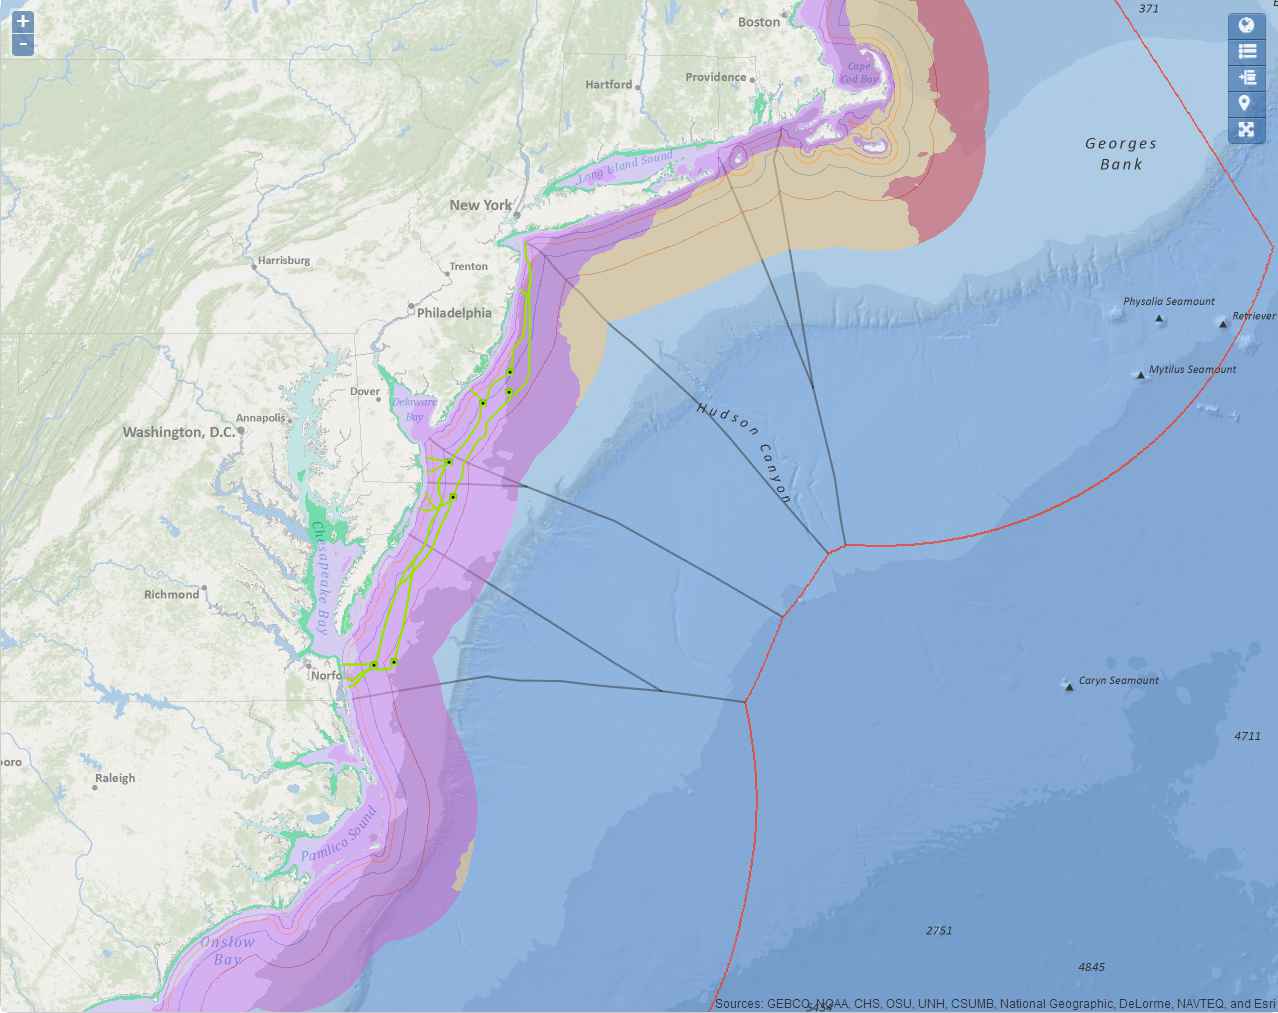 +
-
371
Boston
Cape
Cod Bay
Providence
Hartford
Georges
Bank
Long Island Sound
New York
Harrisburg
Trenton
Philadelphia
Physalia Seamount
Retriever
Mytilus Seamount
Dover
Delaware
Bay
Annapolis
Washington, D.C.
Hudson Canyon
Chesapeake Bay
Richmond
Norfo
Caryn Seamount
4711
oro
Raleigh
Pamlico Sound
Onslow
Bay
2751
4845
Sources: GEBCO, NOAA, CHS, OSU, UNH, CSUMB, National Geographic, DeLorme, NAVTEQ, and Esri
5454